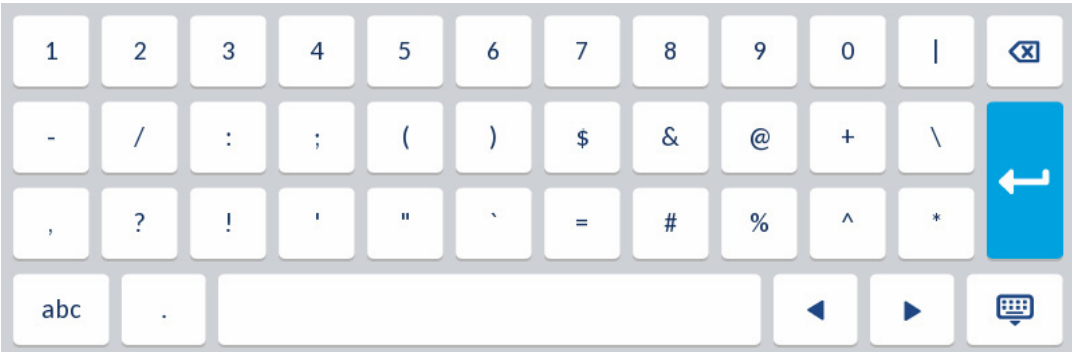 1 2 3 4 5 6 7 8 9 0 |
- / : ; ( ) $ & @ + \
, ? ! ' " ` = # % ^ *
abc .